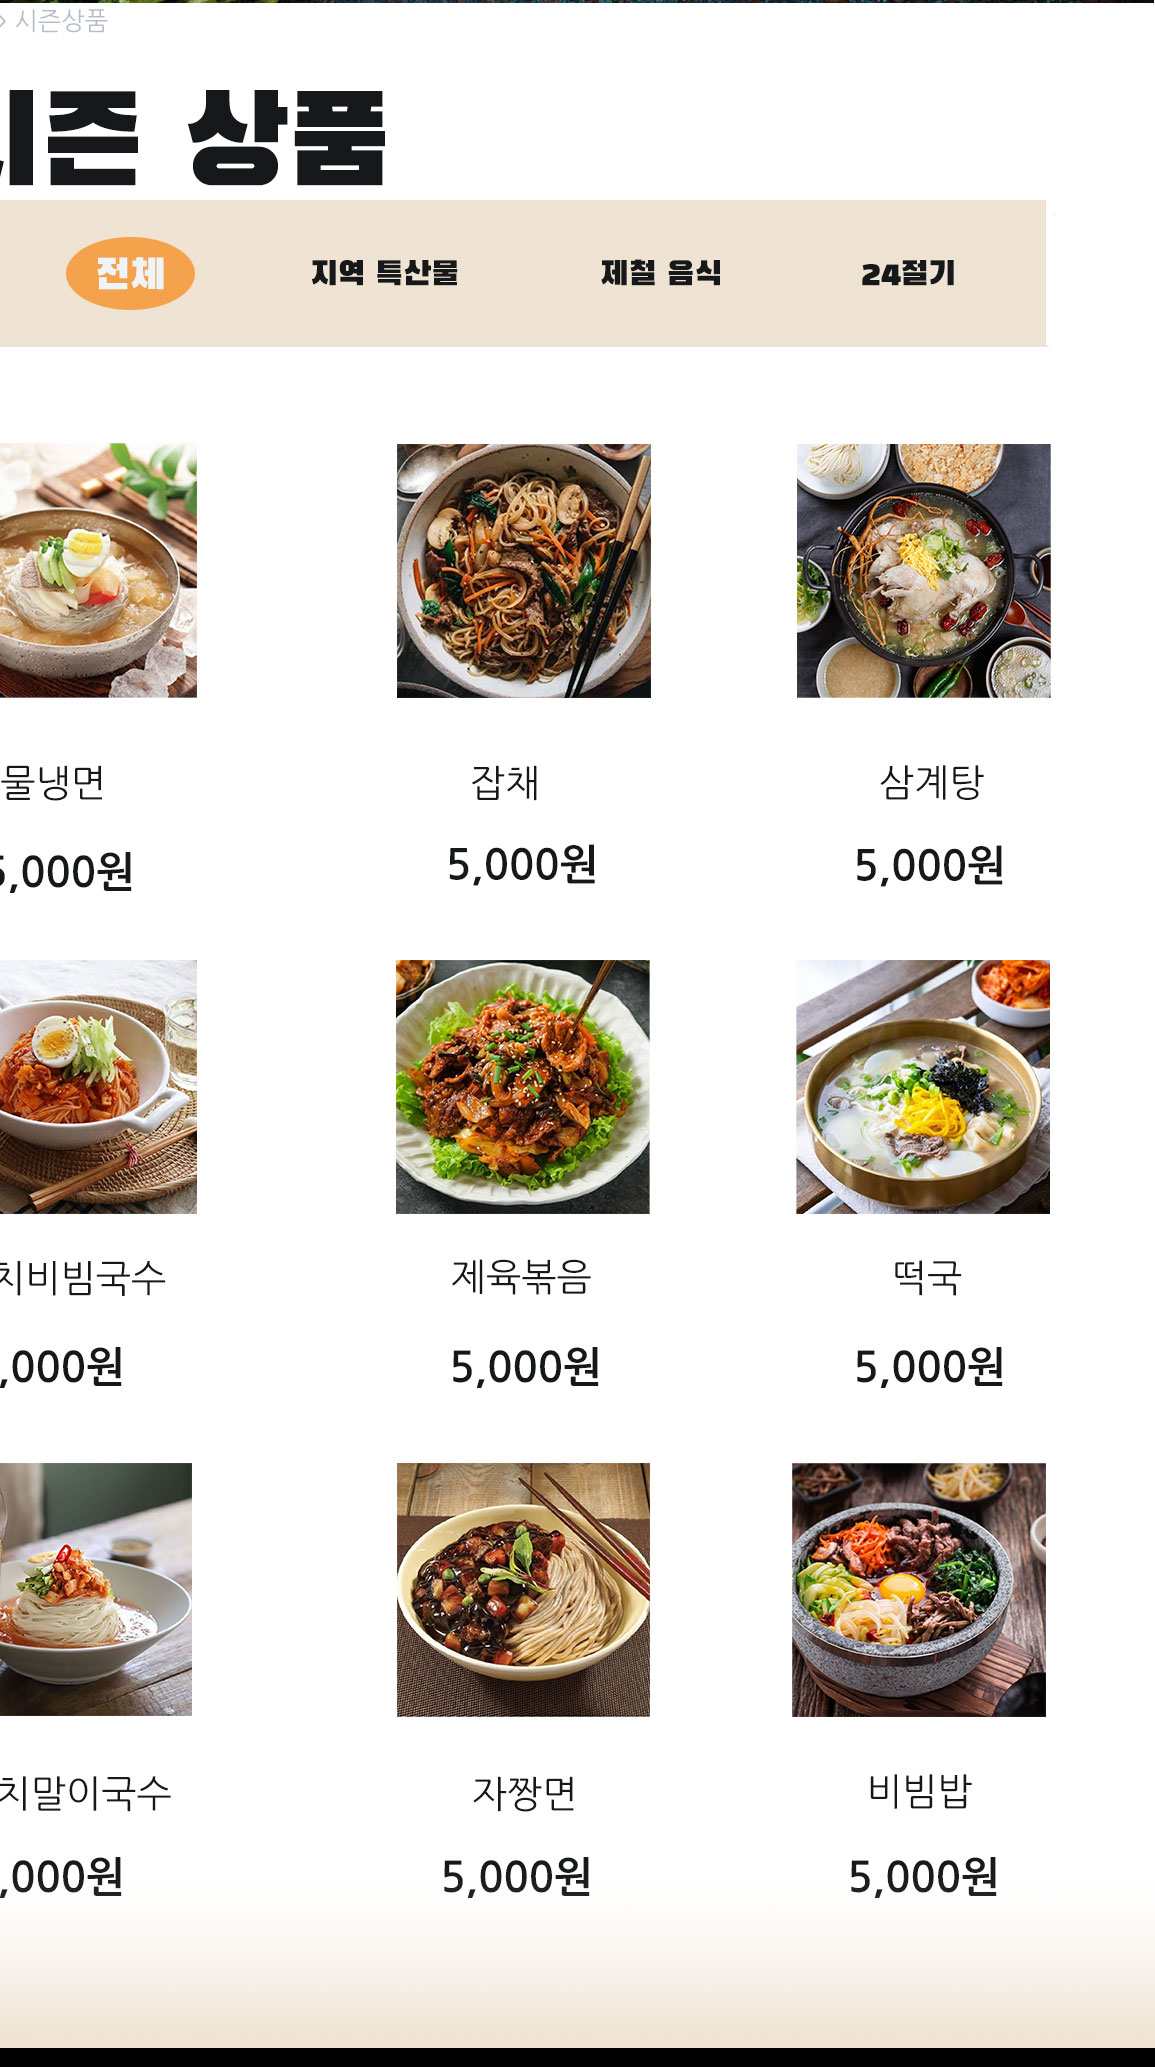 > 시즌상품
시즌 상품
전체 지역 특산물 제철 음식 24절기
물냉면 잡채 삼계탕
5,000원 5,000원 5,000원
치비빔국수 제육볶음 떡국
,000원 5,000원 5,000원
치말이국수 자짱면 비빔밥
,000원 5,000원 5,000원